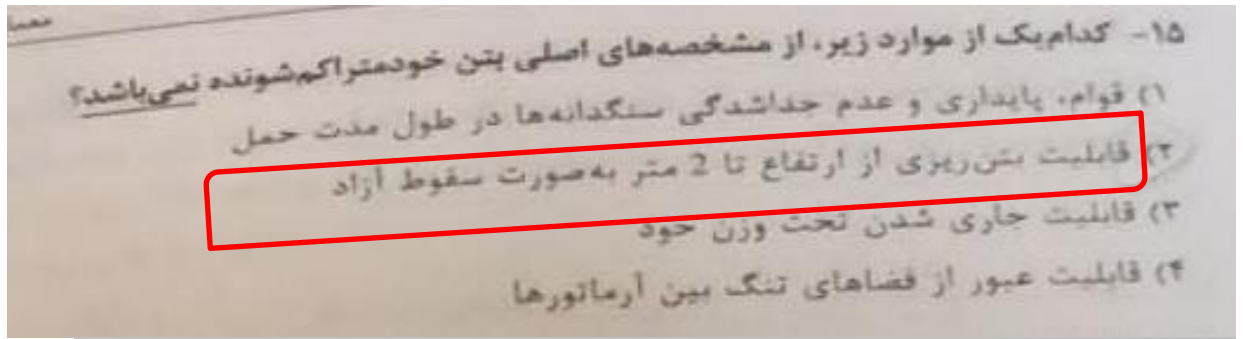 ۱۵- کدام‌یک از موارد زیر، از مشخصه‌های اصلی بتن خودمتراکم‌شونده نمی‌باشد؟
۱) قوام، پایداری و عدم جداشدگی سنگدانه‌ها در طول مدت حمل
۲) قابلیت بتن‌ریزی از ارتفاع تا 2 متر به‌صورت سقوط آزاد
۳) قابلیت جاری شدن تحت وزن خود
۴) قابلیت عبور از فضاهای تنگ بین آرماتورها